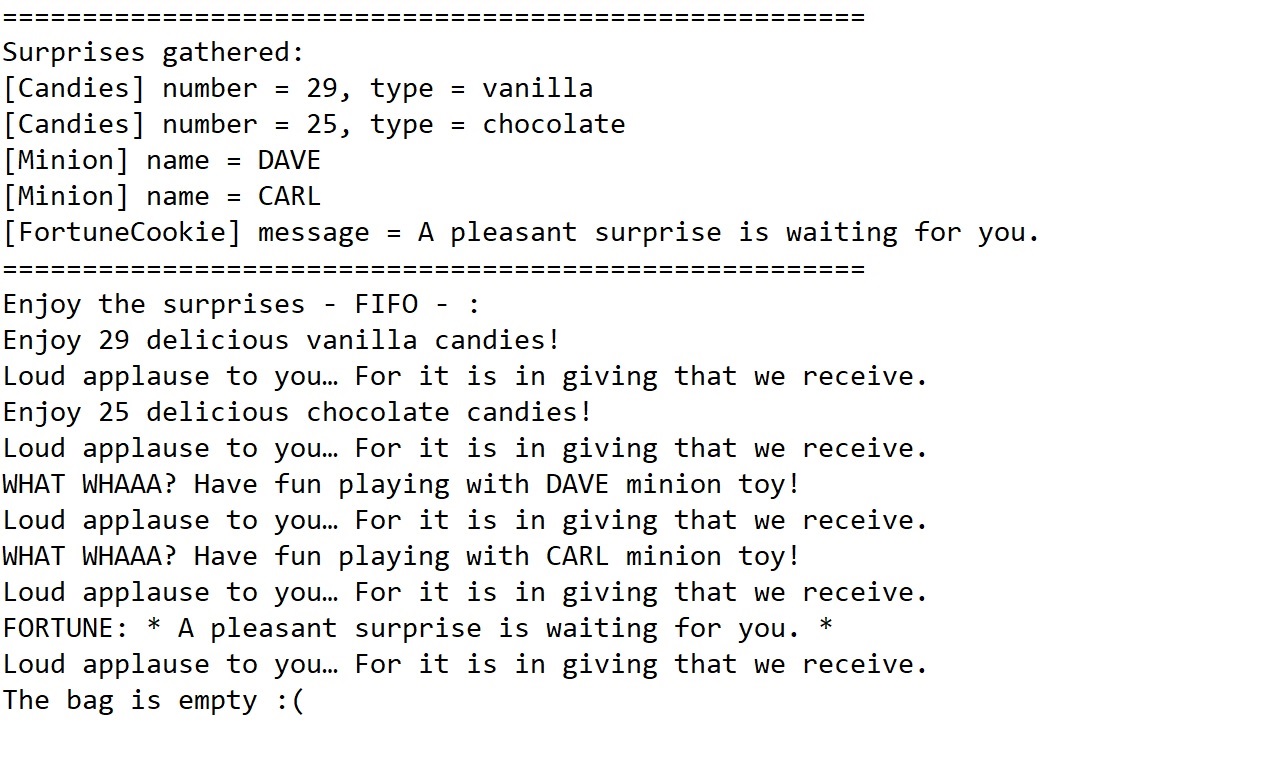 ======================================================
Surprises gathered:
[Candies] number = 29, type = vanilla
[Candies] number = 25, type = chocolate
[Minion] name = DAVE
[Minion] name = CARL
[FortuneCookie] message = A pleasant surprise is waiting for you.
======================================================
Enjoy the surprises - FIFO - :
Enjoy 29 delicious vanilla candies!
Loud applause to you… For it is in giving that we receive.
Enjoy 25 delicious chocolate candies!
Loud applause to you… For it is in giving that we receive.
WHAT WHAAA? Have fun playing with DAVE minion toy!
Loud applause to you… For it is in giving that we receive.
WHAT WHAAA? Have fun playing with CARL minion toy!
Loud applause to you… For it is in giving that we receive.
FORTUNE: * A pleasant surprise is waiting for you. *
Loud applause to you… For it is in giving that we receive.
The bag is empty :(